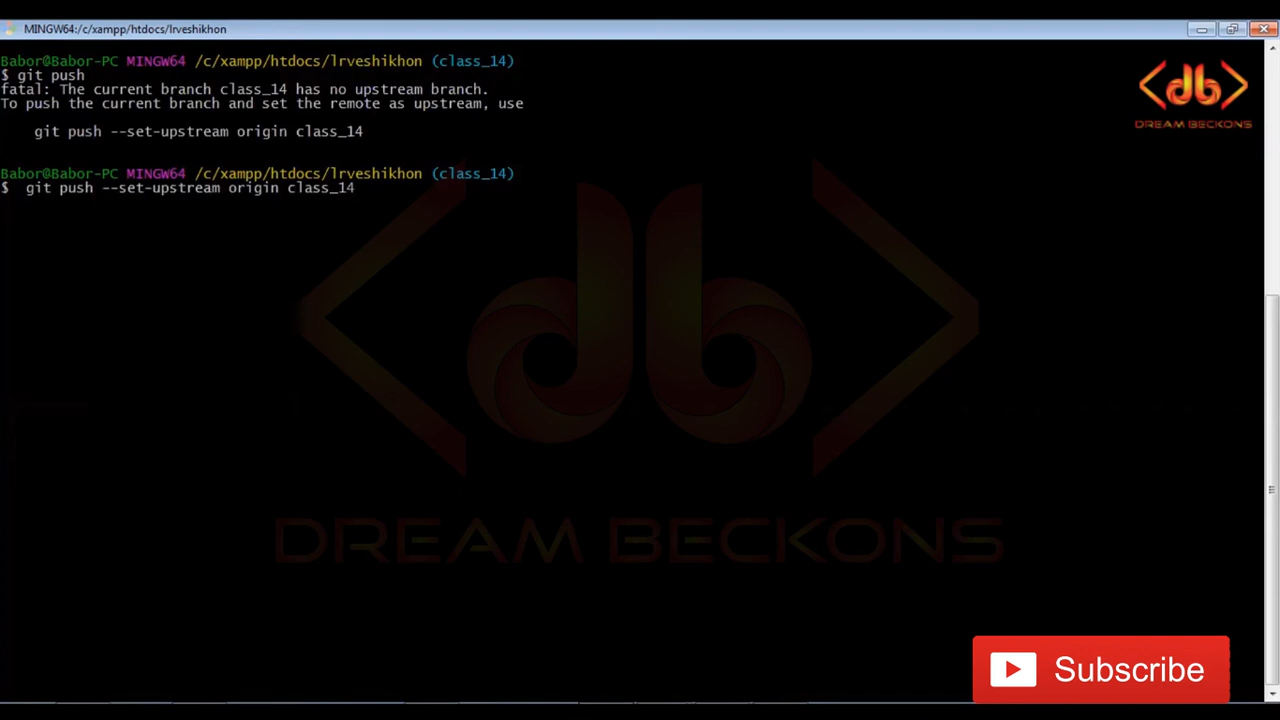 MINGW64:/c/xampp/htdocs/lrveshikhon
Babor@Babor-PC MINGW64 /c/xampp/htdocs/lrveshikhon (class_14)
$ git push
fatal: The current branch class_14 has no upstream branch.
To push the current branch and set the remote as upstream, use
    git push --set-upstream origin class_14
Babor@Babor-PC MINGW64 /c/xampp/htdocs/lrveshikhon (class_14)
$  git push --set-upstream origin class_14
db
DREAM BECKONS
db
DREAM BECKONS
Subscribe